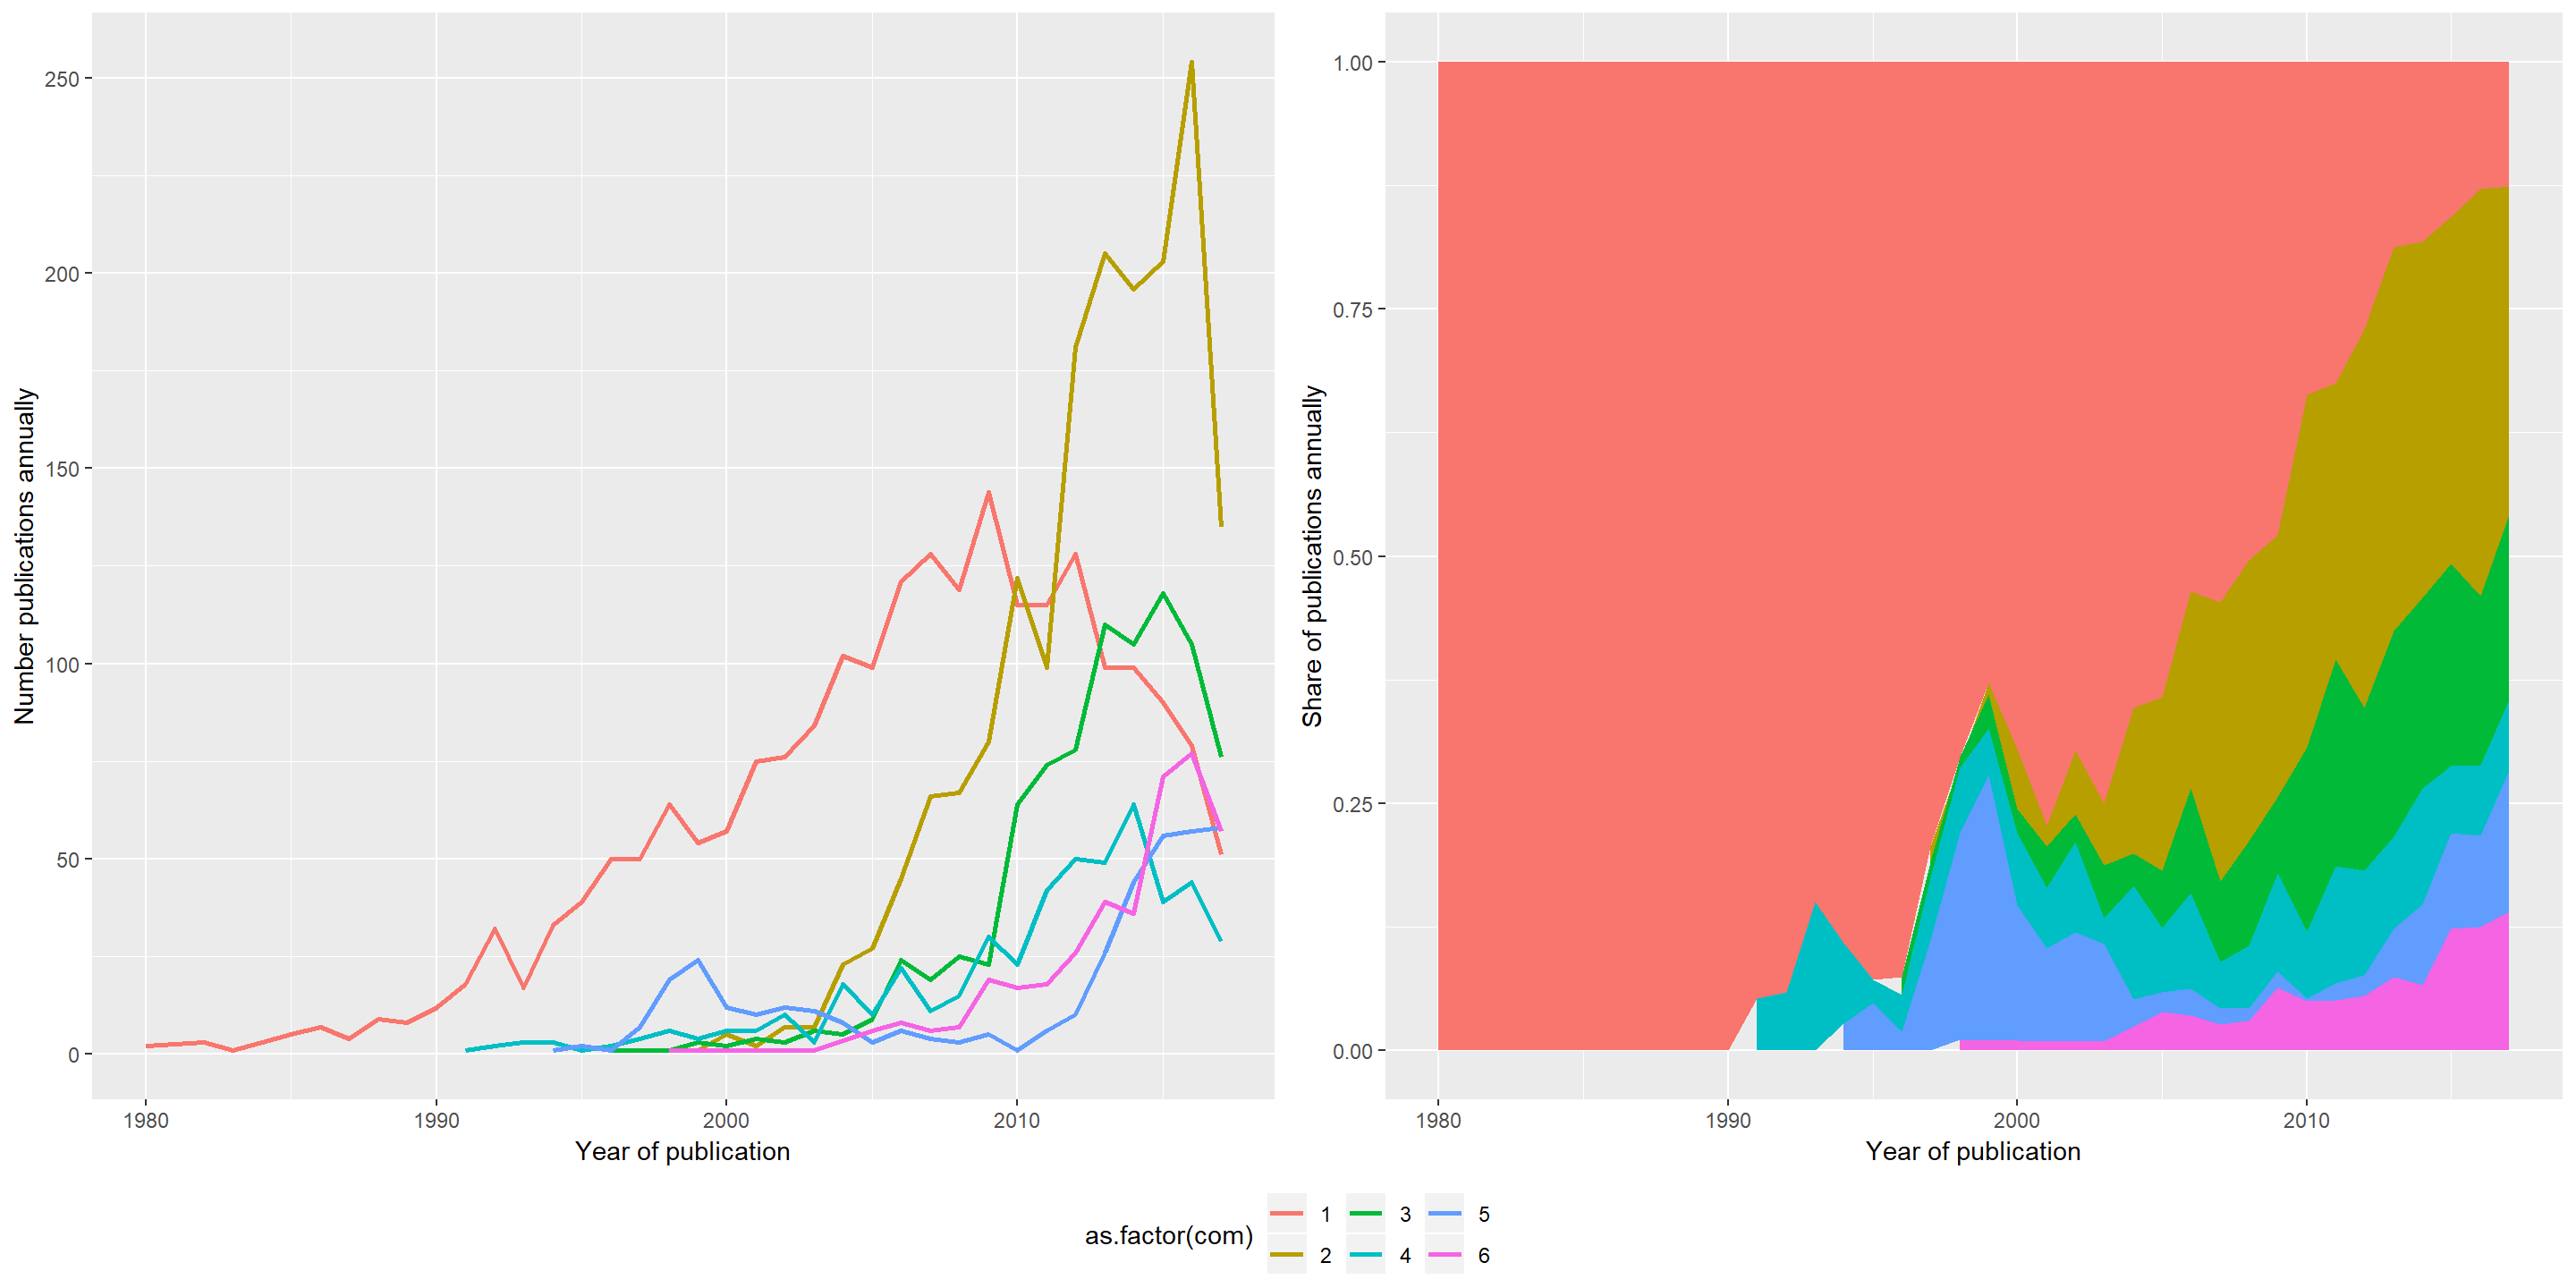 Number publications annually
250
200
150
100
50
0
1980 1990 2000 2010
Year of publication
Share of publications annually
1.00
0.75
0.50
0.25
0.00
1980 1990 2000 2010
Year of publication
as.factor(com)
1 3 5
2 4 6